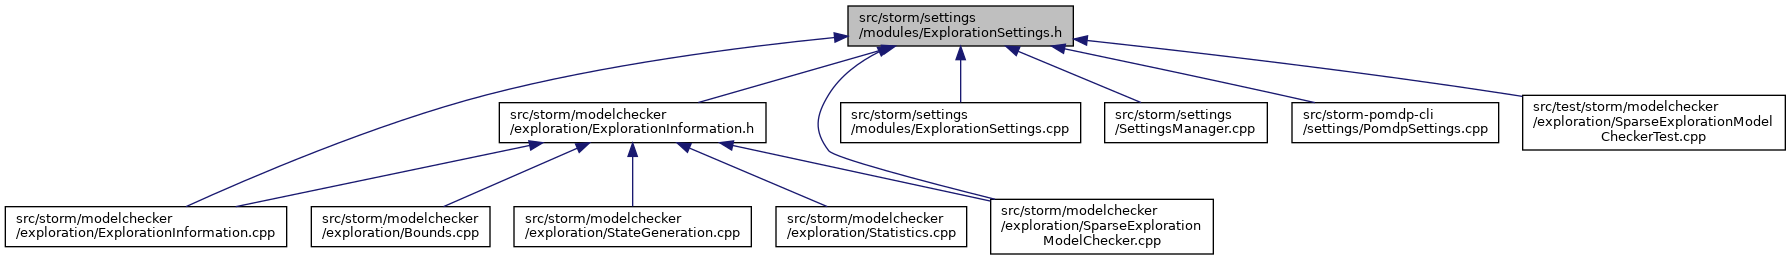 src/storm/settings
/modules/ExplorationSettings.h
src/storm/modelchecker
/exploration/ExplorationInformation.h
src/storm/settings
/modules/ExplorationSettings.cpp
src/storm/settings
/SettingsManager.cpp
src/storm-pomdp-cli
/settings/PomdpSettings.cpp
src/test/storm/modelchecker
/exploration/SparseExplorationModel
CheckerTest.cpp
src/storm/modelchecker
/exploration/ExplorationInformation.cpp
src/storm/modelchecker
/exploration/Bounds.cpp
src/storm/modelchecker
/exploration/StateGeneration.cpp
src/storm/modelchecker
/exploration/Statistics.cpp
src/storm/modelchecker
/exploration/SparseExploration
ModelChecker.cpp